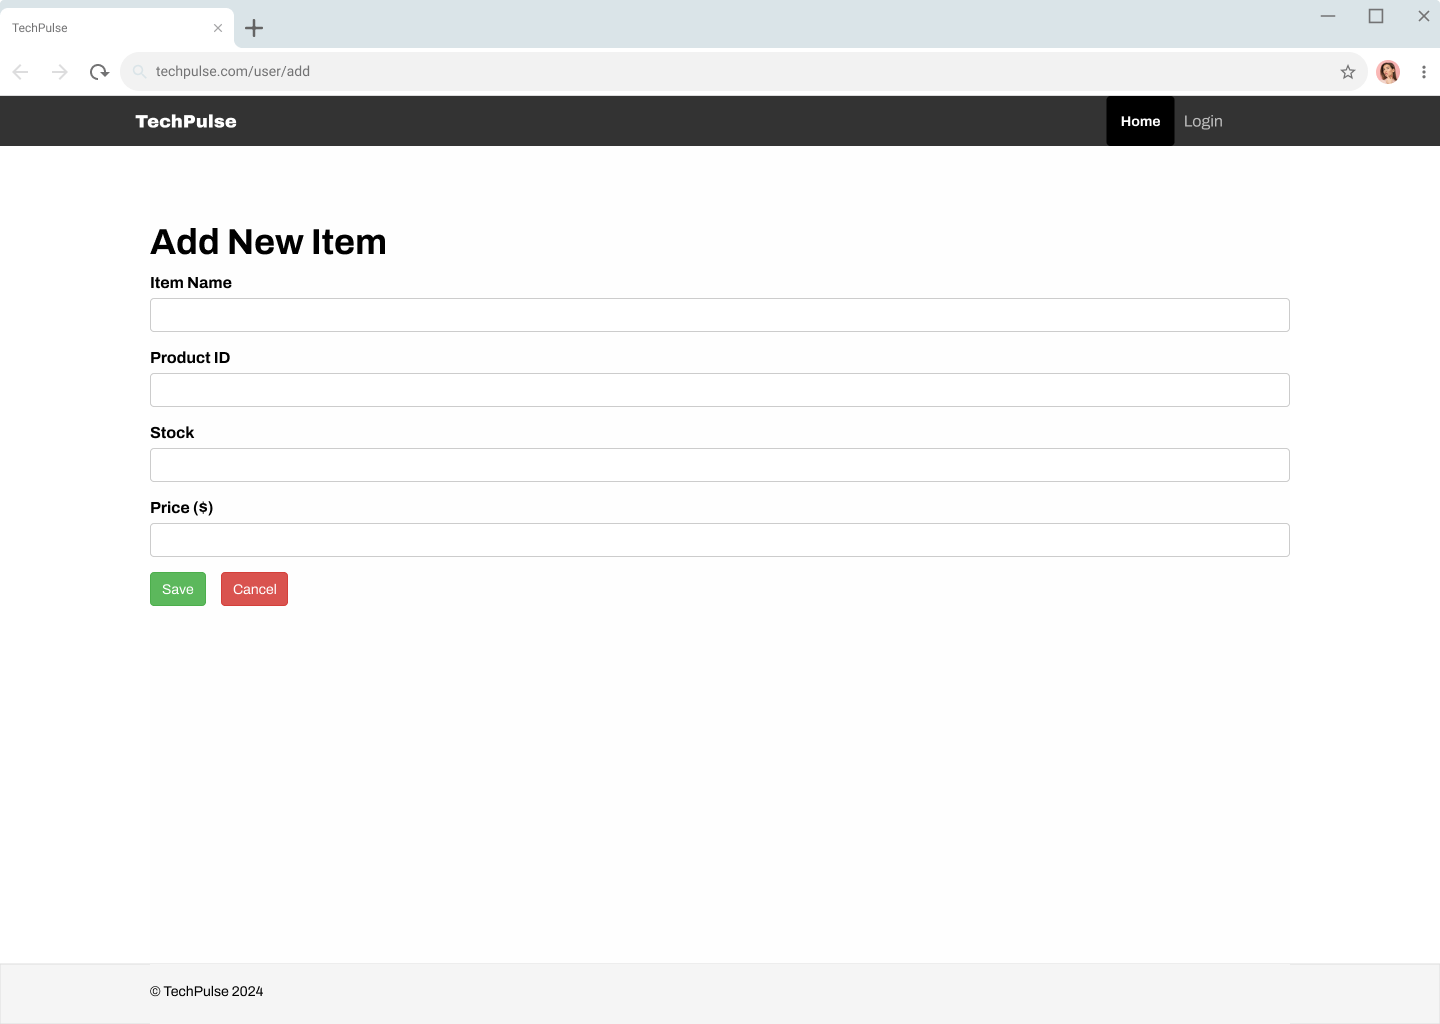 TechPulse
techpulse.com/user/add
TechPulse
Home
Login
Add New Item
Item Name
Product ID
Stock
Price ($)
Save
Cancel
© TechPulse 2024